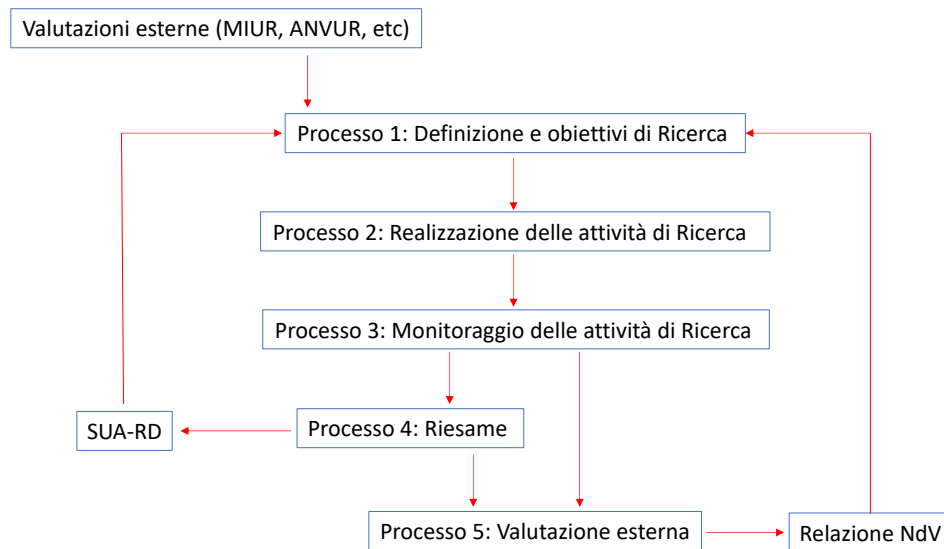 Valutazioni esterne (MIUR, ANVUR, etc)
Processo 1: Definizione e obiettivi di Ricerca
Processo 2: Realizzazione delle attività di Ricerca
Processo 3: Monitoraggio delle attività di Ricerca
SUA-RD
Processo 4: Riesame
Processo 5: Valutazione esterna
Relazione NdV